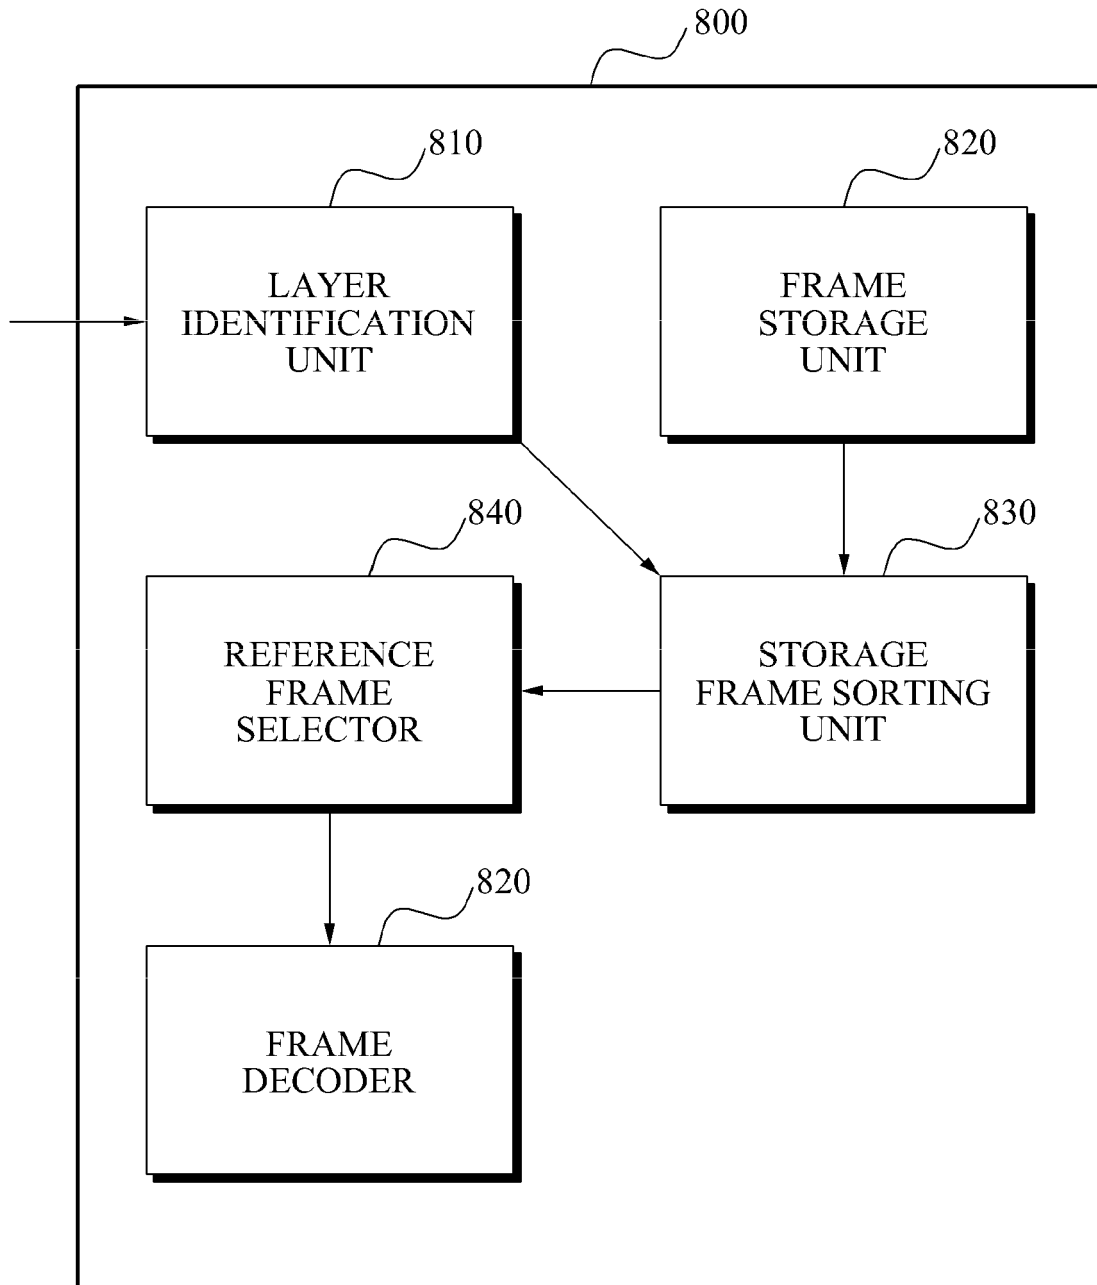 800
810
820
LAYER
IDENTIFICATION
UNIT
FRAME
STORAGE
UNIT
840
830
REFERENCE
FRAME
SELECTOR
STORAGE
FRAME SORTING
UNIT
820
FRAME
DECODER